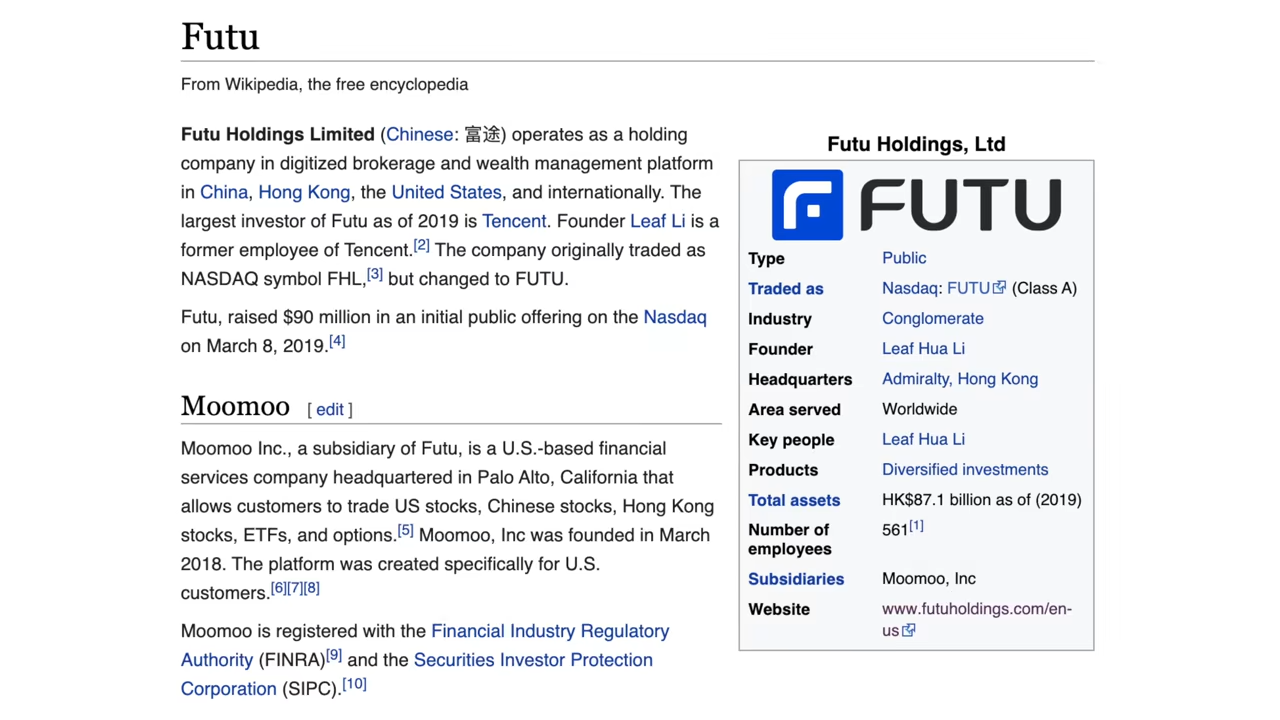 Futu
From Wikipedia, the free encyclopedia
Futu Holdings Limited (Chinese: 富途) operates as a holding
company in digitized brokerage and wealth management platform
in China, Hong Kong, the United States, and internationally. The
largest investor of Futu as of 2019 is Tencent. Founder Leaf Li is a
former employee of Tencent.[2] The company originally traded as
NASDAQ symbol FHL,[3] but changed to FUTU.
Futu, raised $90 million in an initial public offering on the Nasdaq
on March 8, 2019.[4]
Moomoo [ edit ]
Moomoo Inc., a subsidiary of Futu, is a U.S.-based financial
services company headquartered in Palo Alto, California that
allows customers to trade US stocks, Chinese stocks, Hong Kong
stocks, ETFs, and options.[5] Moomoo, Inc was founded in March
2018. The platform was created specifically for U.S.
customers.[6][7][8]
Moomoo is registered with the Financial Industry Regulatory
Authority (FINRA)[9] and the Securities Investor Protection
Corporation (SIPC).[10]
Futu Holdings, Ltd
FUTU
Type Public
Traded as Nasdaq: FUTU (Class A)
Industry Conglomerate
Founder Leaf Hua Li
Headquarters Admiralty, Hong Kong
Area served Worldwide
Key people Leaf Hua Li
Products Diversified investments
Total assets HK$87.1 billion as of (2019)
Number of 561[1]
employees
Subsidiaries Moomoo, Inc
Website www.futuholdings.com/en-
us